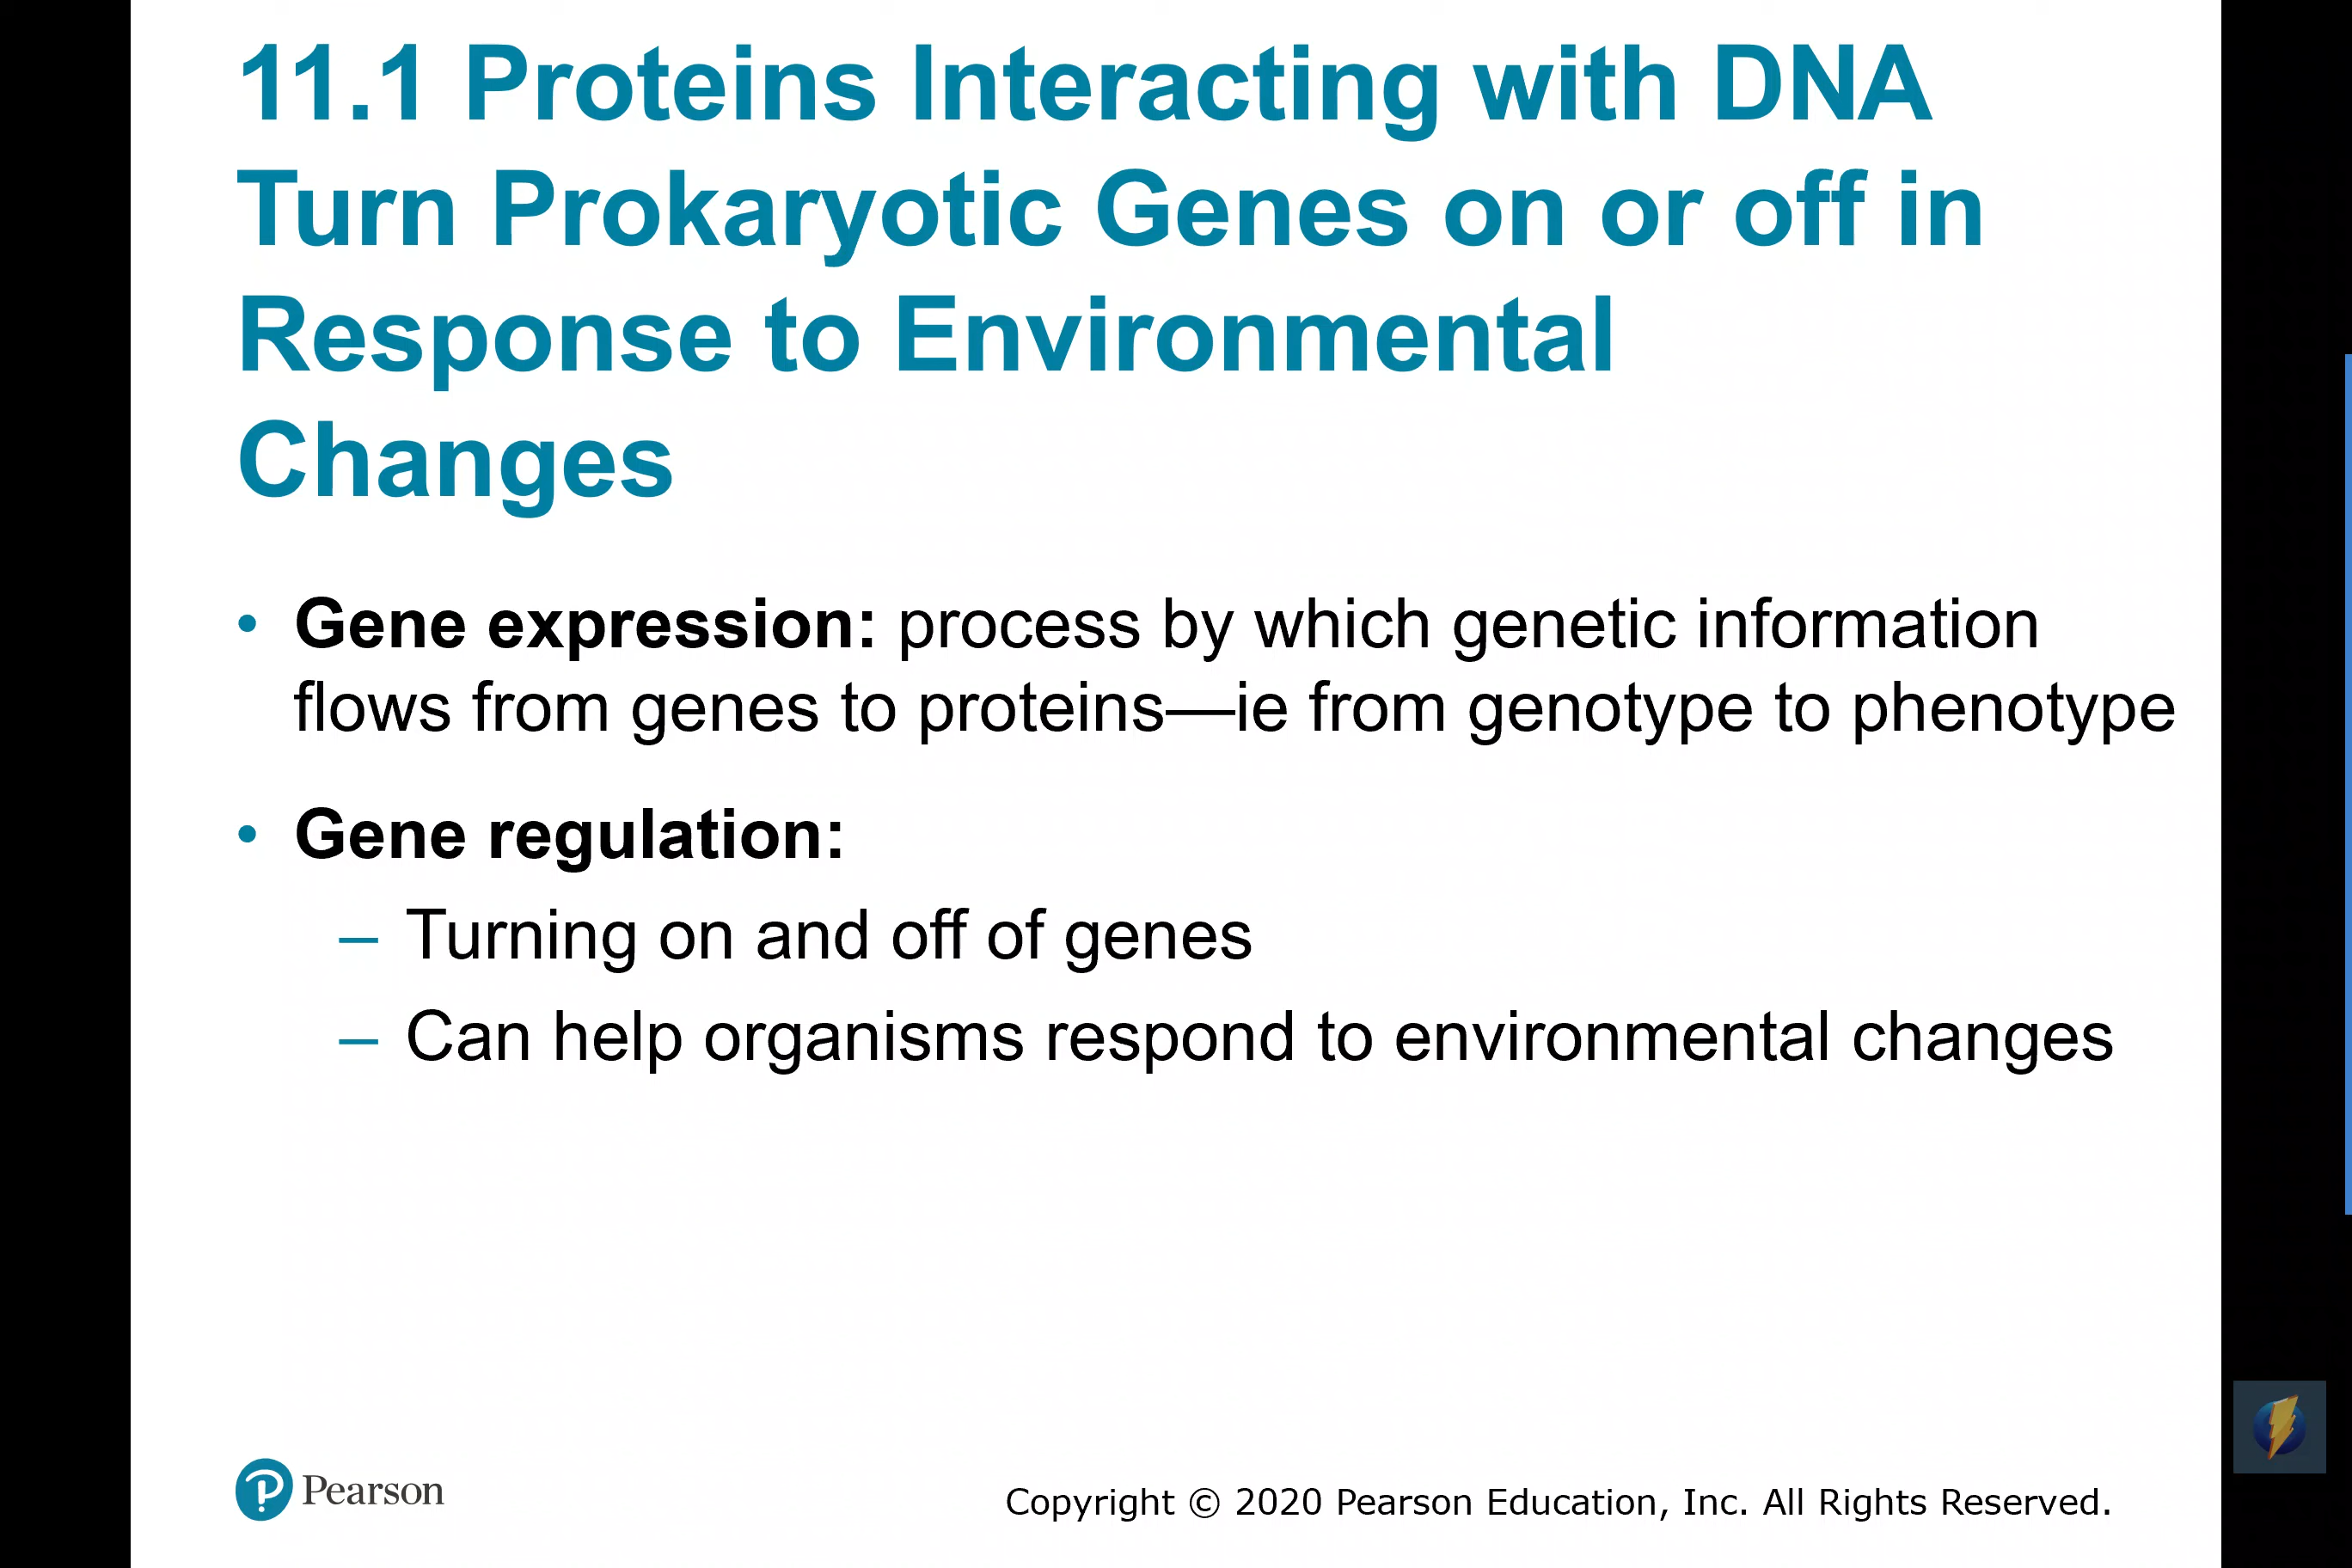 11.1 Proteins Interacting with DNA
Turn Prokaryotic Genes on or off in
Response to Environmental
Changes
• Gene expression: process by which genetic information
flows from genes to proteins—ie from genotype to phenotype
• Gene regulation:
– Turning on and off of genes
– Can help organisms respond to environmental changes
Pearson
Copyright © 2020 Pearson Education, Inc. All Rights Reserved.